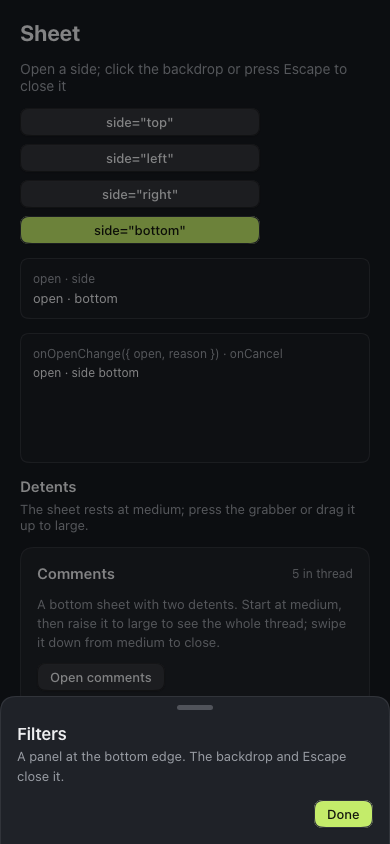 Sheet
Open a side; click the backdrop or press Escape to
close it
side="top"
side="left"
side="right"
side="bottom"
open · side
open · bottom
onOpenChange({ open, reason }) · onCancel
open · side bottom
Detents
The sheet rests at medium; press the grabber or drag it
up to large.
Comments
5 in thread
A bottom sheet with two detents. Start at medium,
then raise it to large to see the whole thread; swipe
it down from medium to close.
Open comments
Filters
A panel at the bottom edge. The backdrop and Escape
close it.
Done